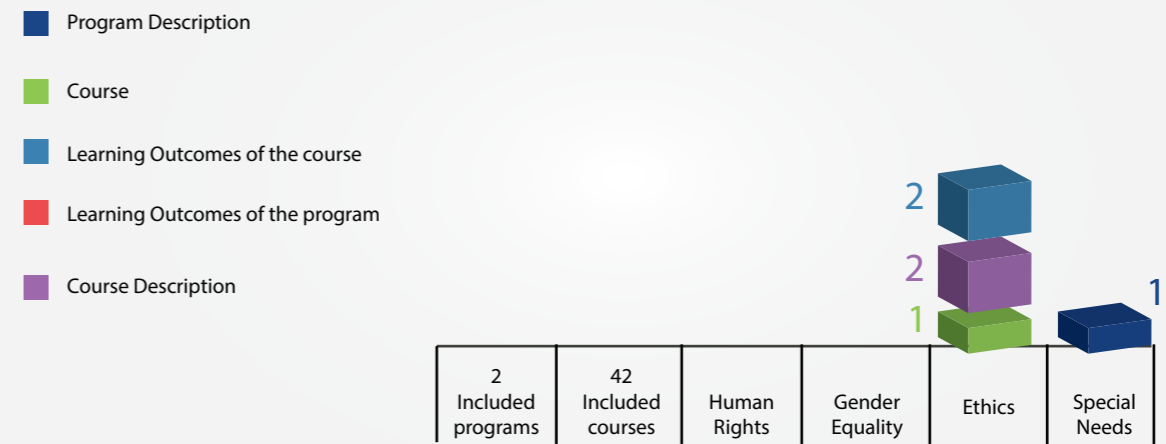 Program Description
Course
Learning Outcomes of the course
Learning Outcomes of the program
Course Description
2
2
1
1
2
Included
programs
42
Included
courses
Human
Rights
Gender
Equality
Ethics
Special
Needs